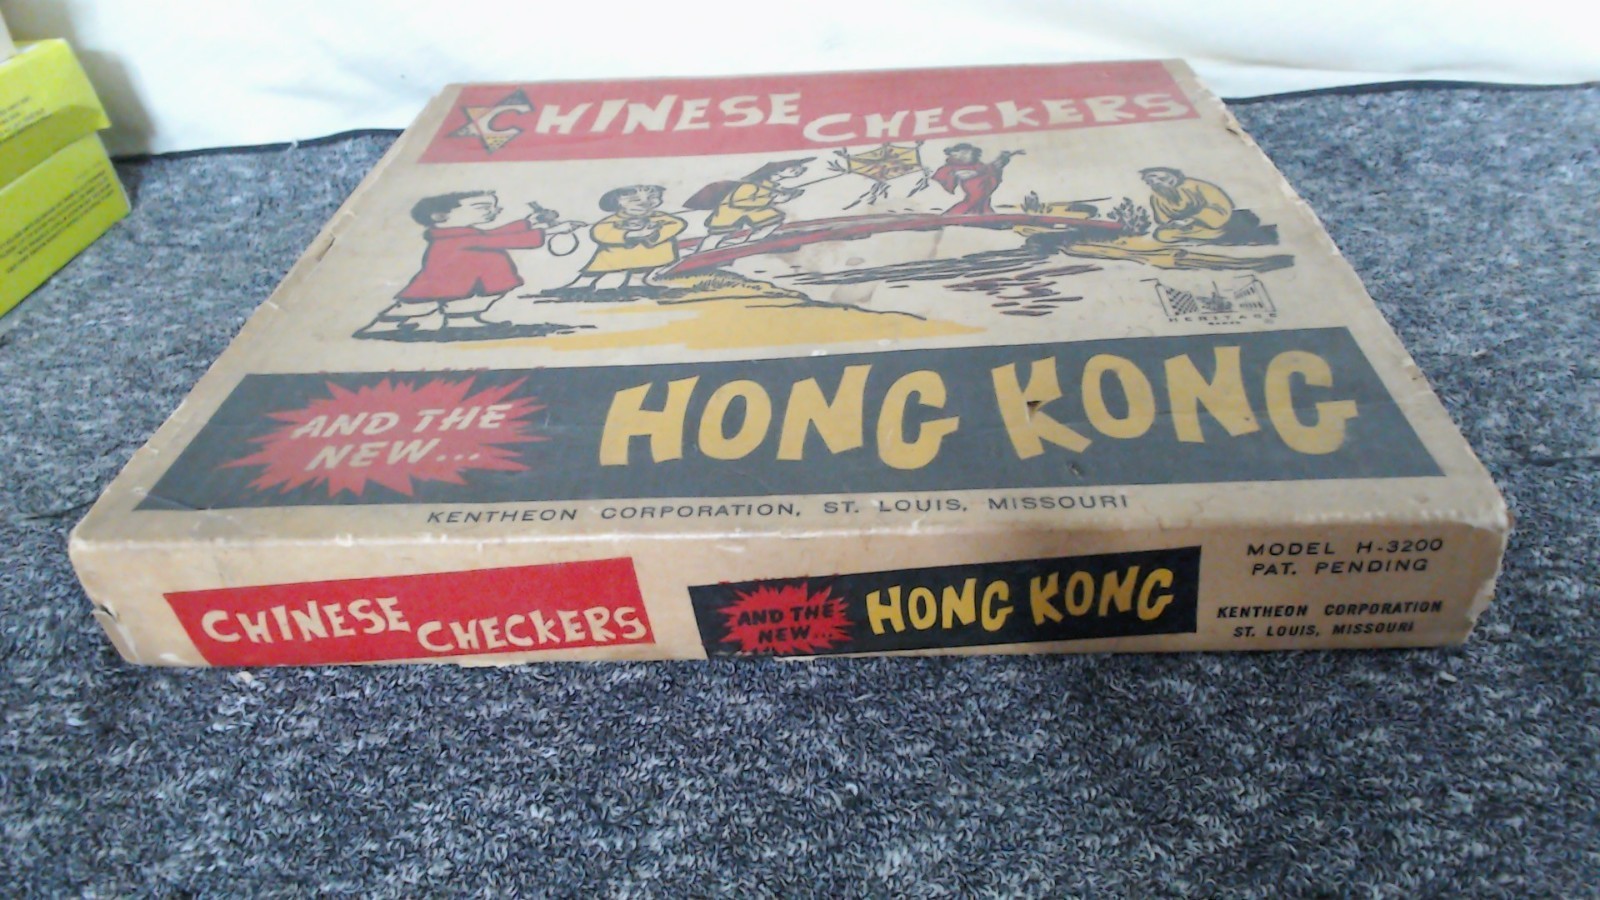 CHINESE CHECKERS
HERITAGE
AND THE
NEW...
HONG KONG
KENTHEON CORPORATION, ST. LOUIS, MISSOURI
CHINESE CHECKERS
AND THE
NEW...
HONG KONG
MODEL H-3200
PAT. PENDING
KENTHEON CORPORATION
ST. LOUIS, MISSOURI